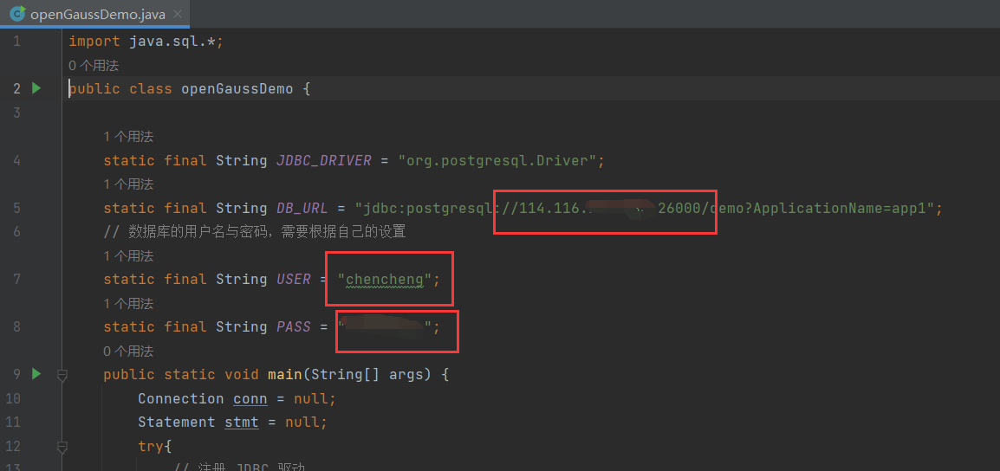 openGaussDemo.java
1 import java.sql.*;
0 个用法
2 public class openGaussDemo {
3
1 个用法
4 static final String JDBC_DRIVER = "org.postgresql.Driver";
1 个用法
5 static final String DB_URL = "jdbc:postgresql://114.116. 26000/demo?ApplicationName=app1";
6 // 数据库的用户名与密码，需要根据自己的设置
1 个用法
7 static final String USER = "chencheng";
1 个用法
8 static final String PASS = "";
0 个用法
9 public static void main(String[] args) {
10 Connection conn = null;
11 Statement stmt = null;
12 try{
13 // 注册 JDBC 驱动